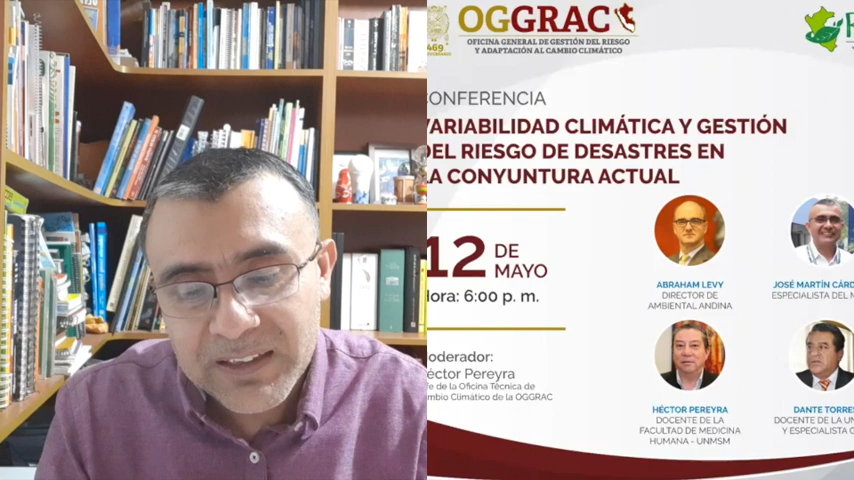 OGGRAC
469
OFICINA GENERAL DE GESTIÓN DEL RIESGO
Y ADAPTACIÓN AL CAMBIO CLIMÁTICO
CONFERENCIA
VARIABILIDAD CLIMÁTICA Y GESTIÓN
DEL RIESGO DE DESASTRES EN
LA CONYUNTURA ACTUAL
12 DE
MAYO
Hora: 6:00 p. m.
ABRAHAM LEVY
DIRECTOR DE
AMBIENTAL ANDINA
JOSÉ MARTÍN CÁRD
ESPECIALISTA DEL M
Moderador:
Héctor Pereyra
Jefe de la Oficina Técnica de
Cambio Climático de la OGGRAC
HÉCTOR PEREYRA
DOCENTE DE LA
FACULTAD DE MEDICINA
HUMANA - UNMSM
DANTE TORRES
DOCENTE DE LA UN
Y ESPECIALISTA G